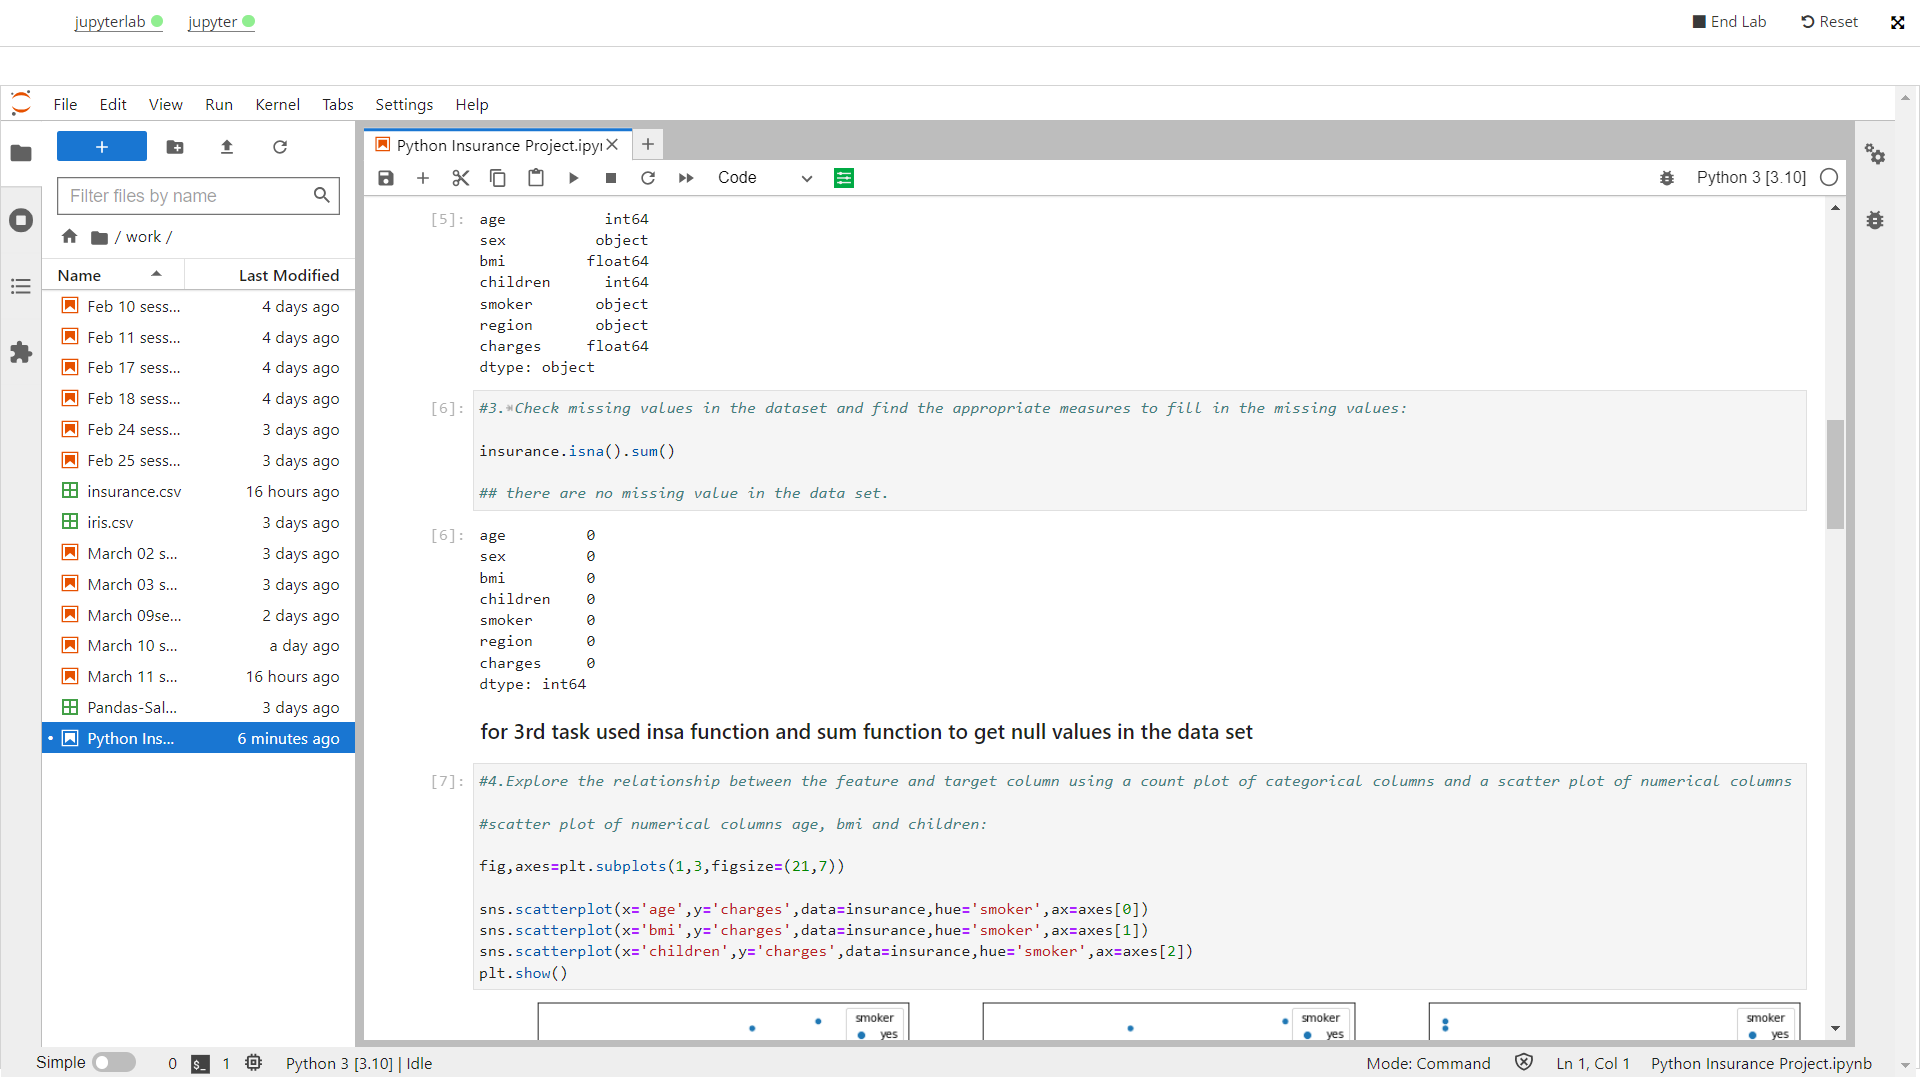 jupyterlab jupyter End Lab Reset
File Edit View Run Kernel Tabs Settings Help
Python Insurance Project.ipyn
Code Python 3 [3.10]
Filter files by name
/ work /
Name Last Modified
Feb 10 sess... 4 days ago
Feb 11 sess... 4 days ago
Feb 17 sess... 4 days ago
Feb 18 sess... 4 days ago
Feb 24 sess... 3 days ago
Feb 25 sess... 3 days ago
insurance.csv 16 hours ago
iris.csv 3 days ago
March 02 s... 3 days ago
March 03 s... 3 days ago
March 09se... 2 days ago
March 10 s... a day ago
March 11 s... 16 hours ago
Pandas-Sal... 3 days ago
Python Ins... 6 minutes ago
[5]: age int64
sex object
bmi float64
children int64
smoker object
region object
charges float64
dtype: object
[6]: #3.*Check missing values in the dataset and find the appropriate measures to fill in the missing values:
insurance.isna().sum()
## there are no missing value in the data set.
[6]: age 0
sex 0
bmi 0
children 0
smoker 0
region 0
charges 0
dtype: int64
for 3rd task used insa function and sum function to get null values in the data set
[7]: #4.Explore the relationship between the feature and target column using a count plot of categorical columns and a scatter plot of numerical columns
#scatter plot of numerical columns age, bmi and children:
fig,axes=plt.subplots(1,3,figsize=(21,7))
sns.scatterplot(x='age',y='charges',data=insurance,hue='smoker',ax=axes[0])
sns.scatterplot(x='bmi',y='charges',data=insurance,hue='smoker',ax=axes[1])
sns.scatterplot(x='children',y='charges',data=insurance,hue='smoker',ax=axes[2])
plt.show()
smoker smoker smoker
yes yes yes
Simple 0 $_ 1 Python 3 [3.10] | Idle Mode: Command Ln 1, Col 1 Python Insurance Project.ipynb